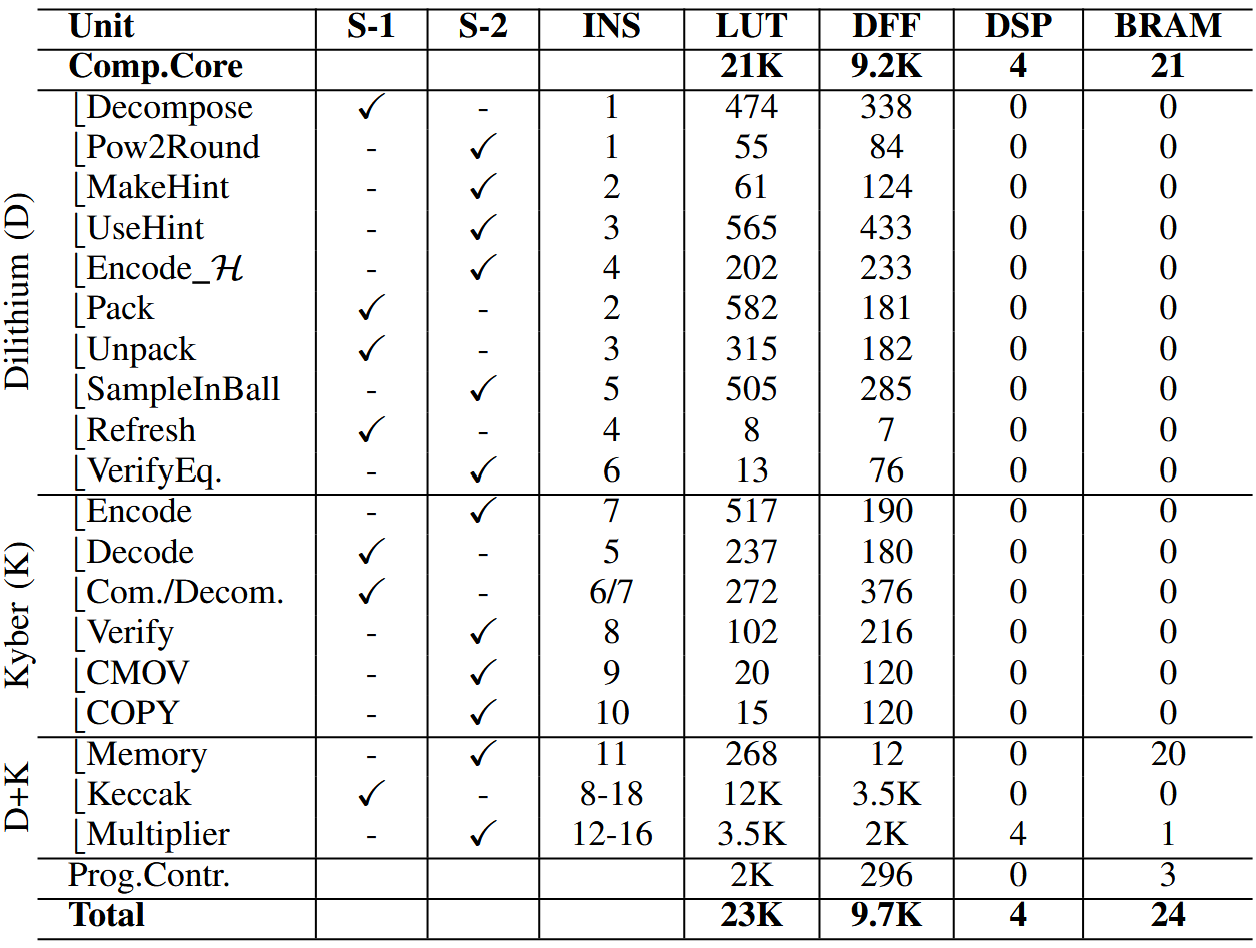 Unit S-1 S-2 INS LUT DFF DSP BRAM
Comp.Core 21K 9.2K 4 21
Dilithium (D)
⌊Decompose ✓ - 1 474 338 0 0
⌊Pow2Round - ✓ 1 55 84 0 0
⌊MakeHint - ✓ 2 61 124 0 0
⌊UseHint - ✓ 3 565 433 0 0
⌊Encode_ℋ - ✓ 4 202 233 0 0
⌊Pack ✓ - 2 582 181 0 0
⌊Unpack ✓ - 3 315 182 0 0
⌊SampleInBall - ✓ 5 505 285 0 0
⌊Refresh ✓ - 4 8 7 0 0
⌊VerifyEq. - ✓ 6 13 76 0 0
Kyber (K)
⌊Encode - ✓ 7 517 190 0 0
⌊Decode ✓ - 5 237 180 0 0
⌊Com./Decom. ✓ - 6/7 272 376 0 0
⌊Verify - ✓ 8 102 216 0 0
⌊CMOV - ✓ 9 20 120 0 0
⌊COPY - ✓ 10 15 120 0 0
D+K
⌊Memory - ✓ 11 268 12 0 20
⌊Keccak ✓ - 8-18 12K 3.5K 0 0
⌊Multiplier - ✓ 12-16 3.5K 2K 4 1
Prog.Contr. 2K 296 0 3
Total 23K 9.7K 4 24